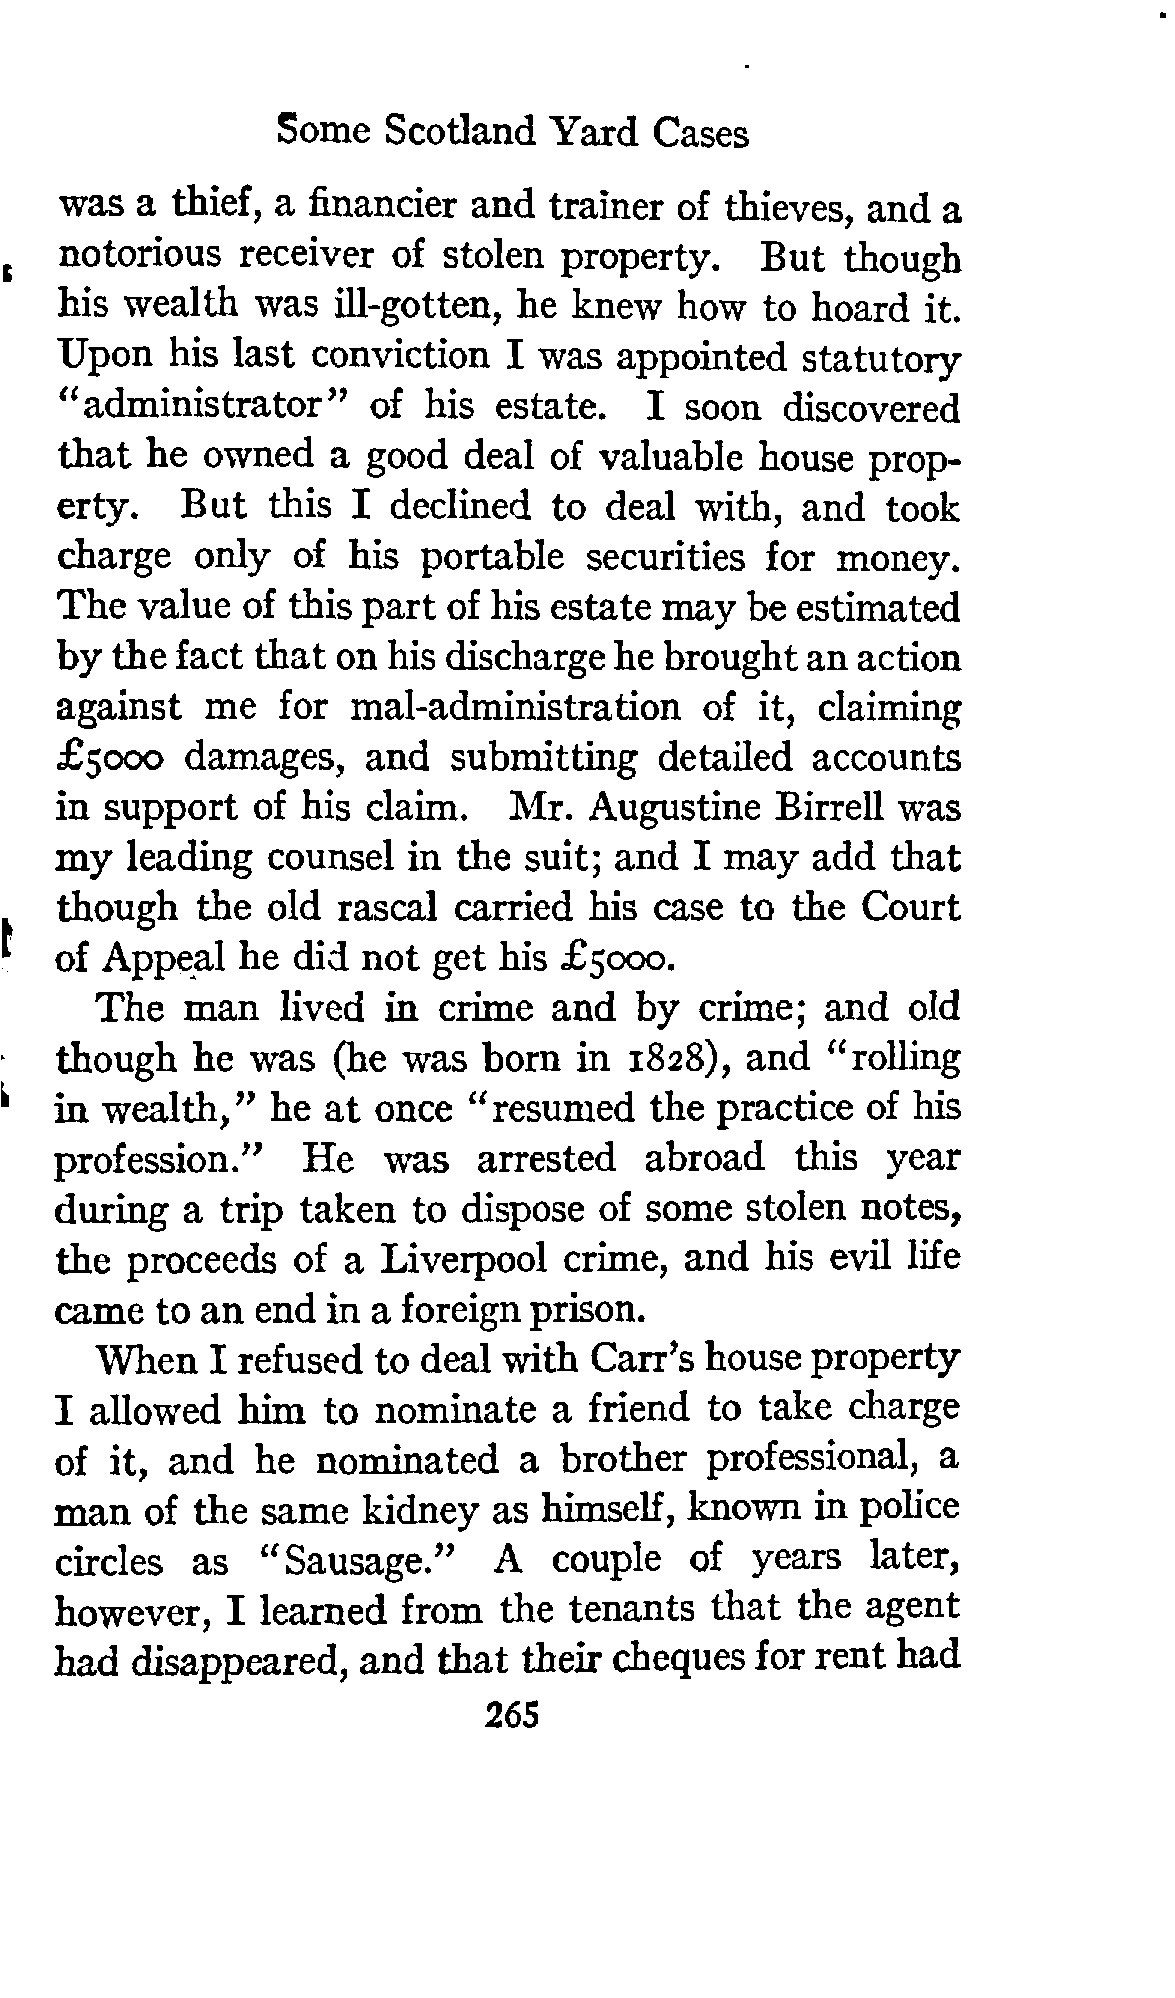 Some Scotland Yard Cases
was a thief, a financier and trainer of thieves, and a
notorious receiver of stolen property. But though
his wealth was ill-gotten, he knew how to hoard it.
Upon his last conviction I was appointed statutory
“administrator” of his estate. I soon discovered
that he owned a good deal of valuable house prop-
erty. But this I declined to deal with, and took
charge only of his portable securities for money.
The value of this part of his estate may be estimated
by the fact that on his discharge he brought an action
against me for mal-administration of it, claiming
£5000 damages, and submitting detailed accounts
in support of his claim. Mr. Augustine Birrell was
my leading counsel in the suit; and I may add that
though the old rascal carried his case to the Court
of Appeal he did not get his £5000.
The man lived in crime and by crime; and old
though he was (he was born in 1828), and “rolling
in wealth,” he at once “resumed the practice of his
profession.” He was arrested abroad this year
during a trip taken to dispose of some stolen notes,
the proceeds of a Liverpool crime, and his evil life
came to an end in a foreign prison.
When I refused to deal with Carr's house property
I allowed him to nominate a friend to take charge
of it, and he nominated a brother professional, a
man of the same kidney as himself, known in police
circles as “Sausage.” A couple of years later,
however, I learned from the tenants that the agent
had disappeared, and that their cheques for rent had
265